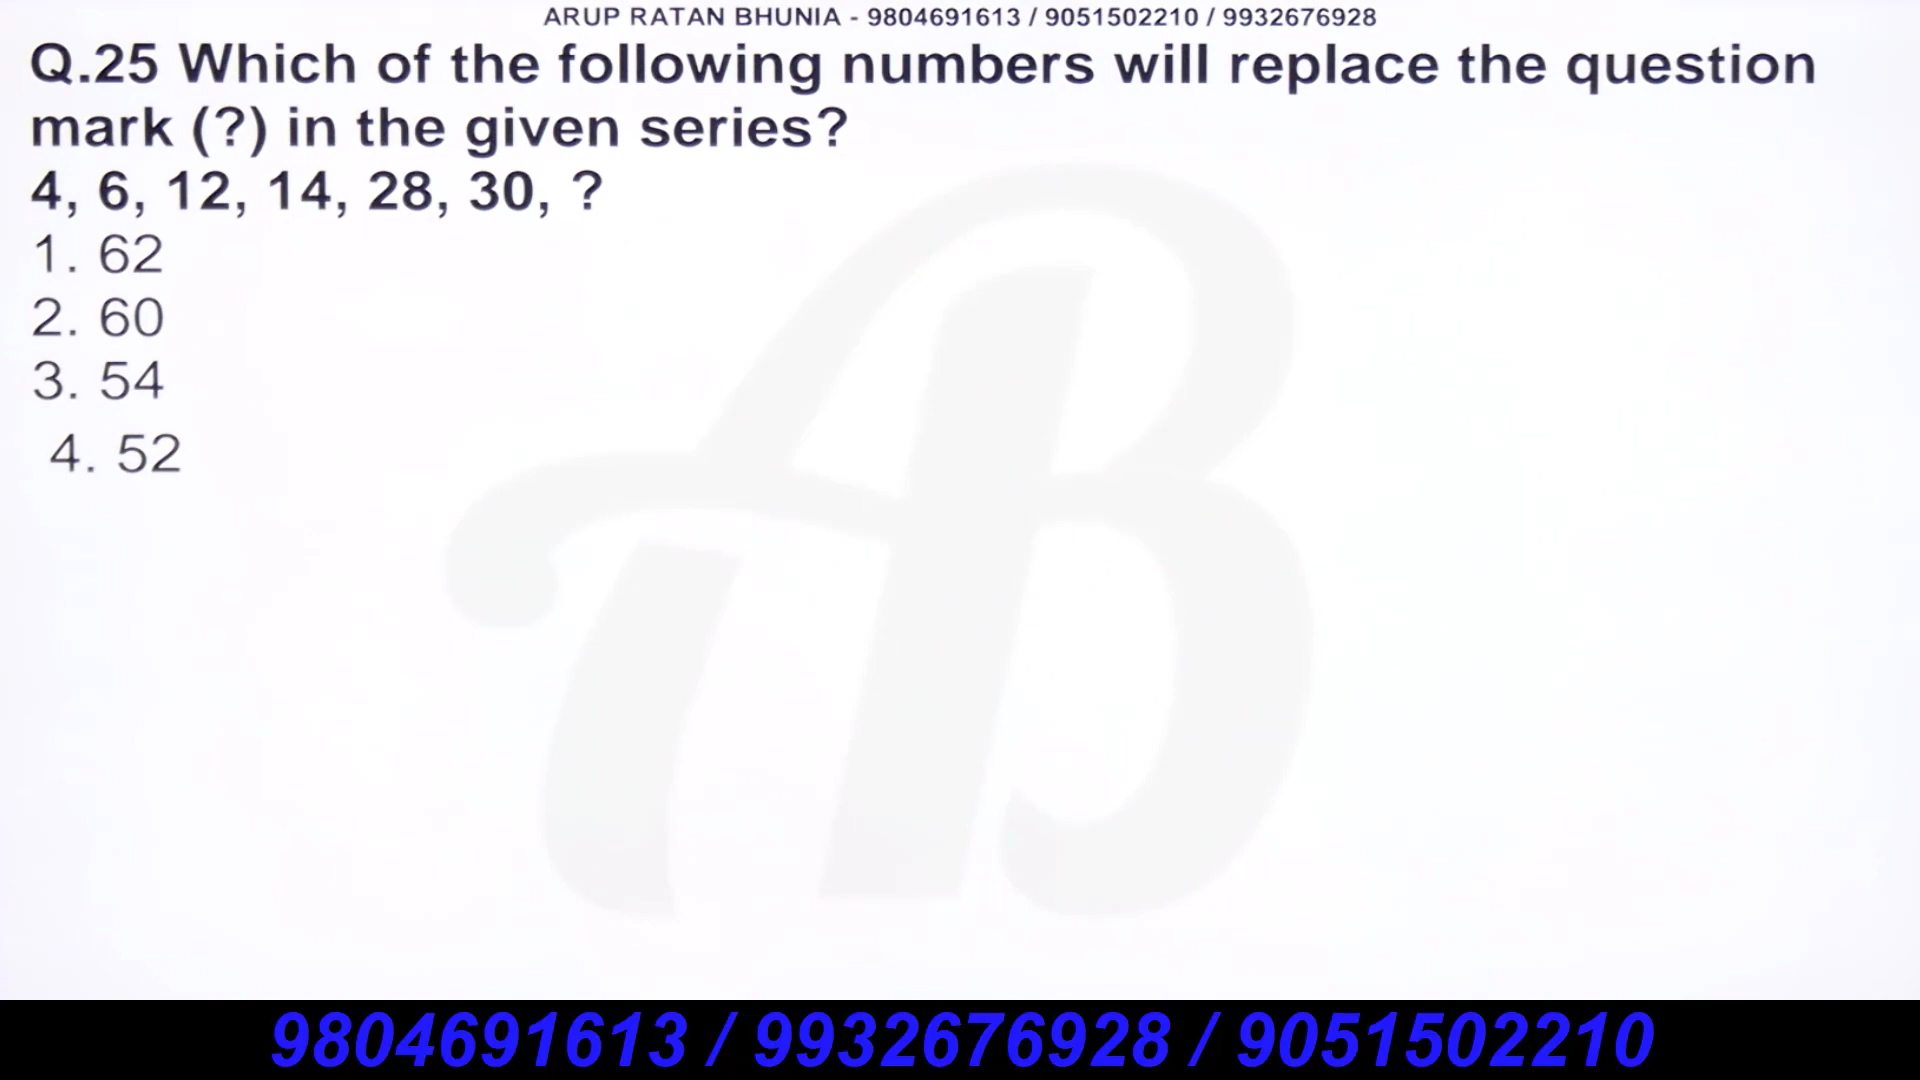 ARUP RATAN BHUNIA - 9804691613 / 9051502210 / 9932676928
Q.25 Which of the following numbers will replace the question
mark (?) in the given series?
4, 6, 12, 14, 28, 30, ?
1. 62
2. 60
3. 54
4. 52
AB
9804691613 / 9932676928 / 9051502210